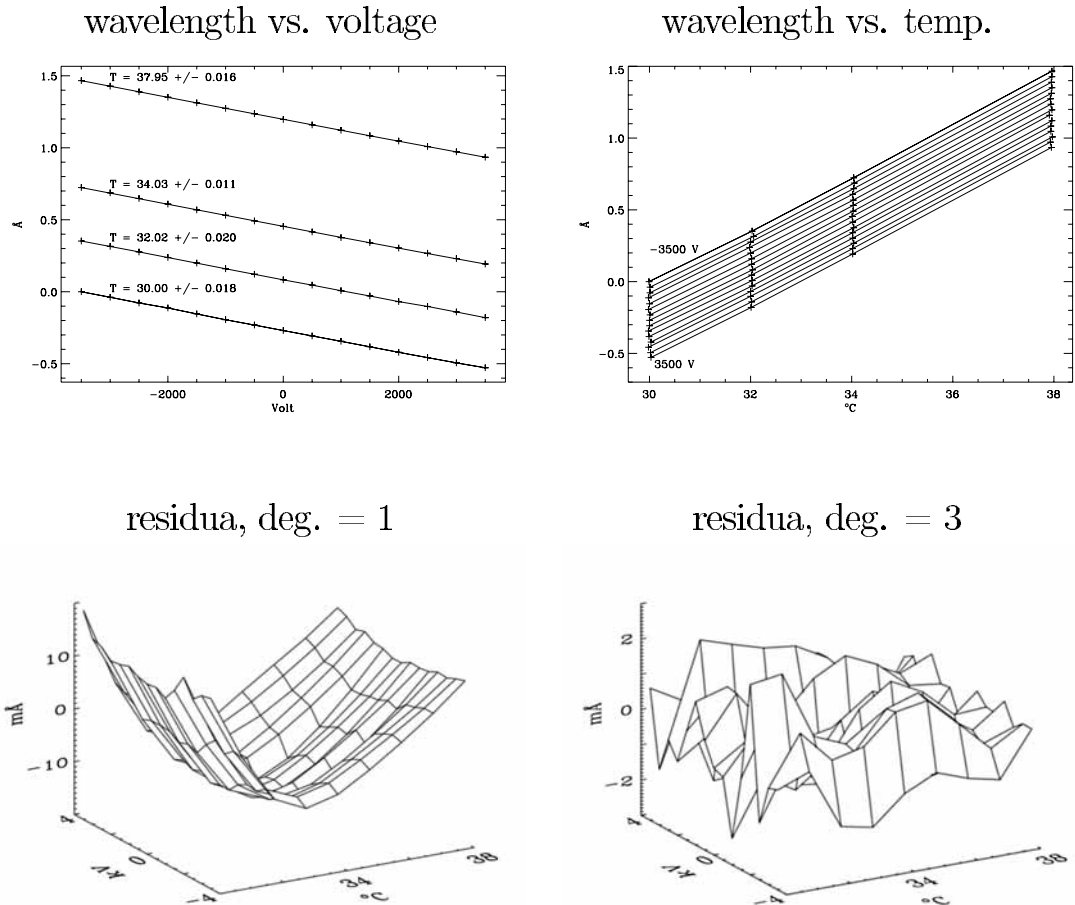 wavelength vs. voltage
wavelength vs. temp.
1.5
1.0
0.5
0.0
−0.5
Å
T = 37.95 +/− 0.016
T = 34.03 +/− 0.011
T = 32.02 +/− 0.020
T = 30.00 +/− 0.018
−2000
0
2000
Volt
1.5
1.0
0.5
0.0
−0.5
Å
−3500 V
3500 V
30
32
34
36
38
°C
residua, deg. = 1
residua, deg. = 3
10
0
−10
mÅ
4
0
−4
kV
34
38
°C
2
0
−2
mÅ
4
0
−4
kV
34
38
°C